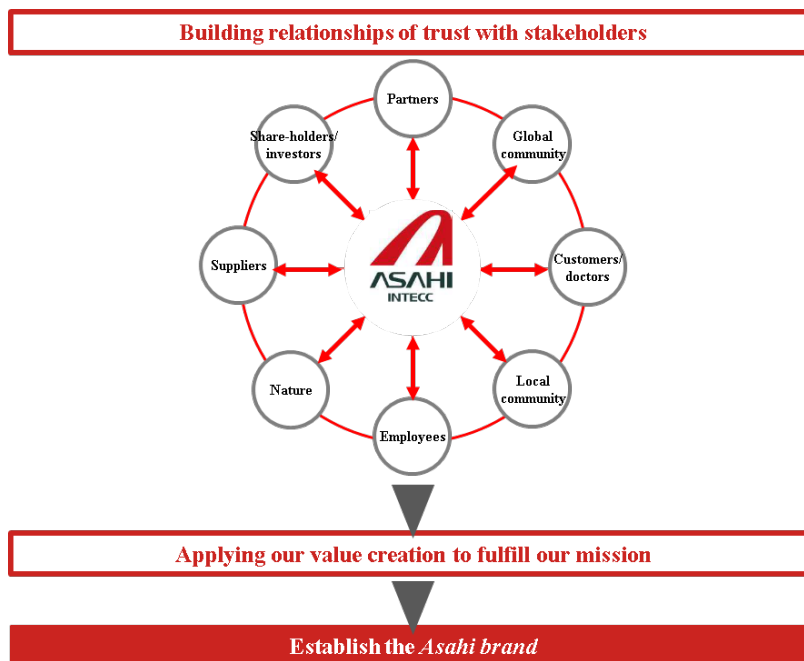 Building relationships of trust with stakeholders
Partners
Share-holders/
investors
Global
community
Suppliers
ASAHI
INTECC
Customers/
doctors
Nature
Local
community
Employees
Applying our value creation to fulfill our mission
Establish the Asahi brand